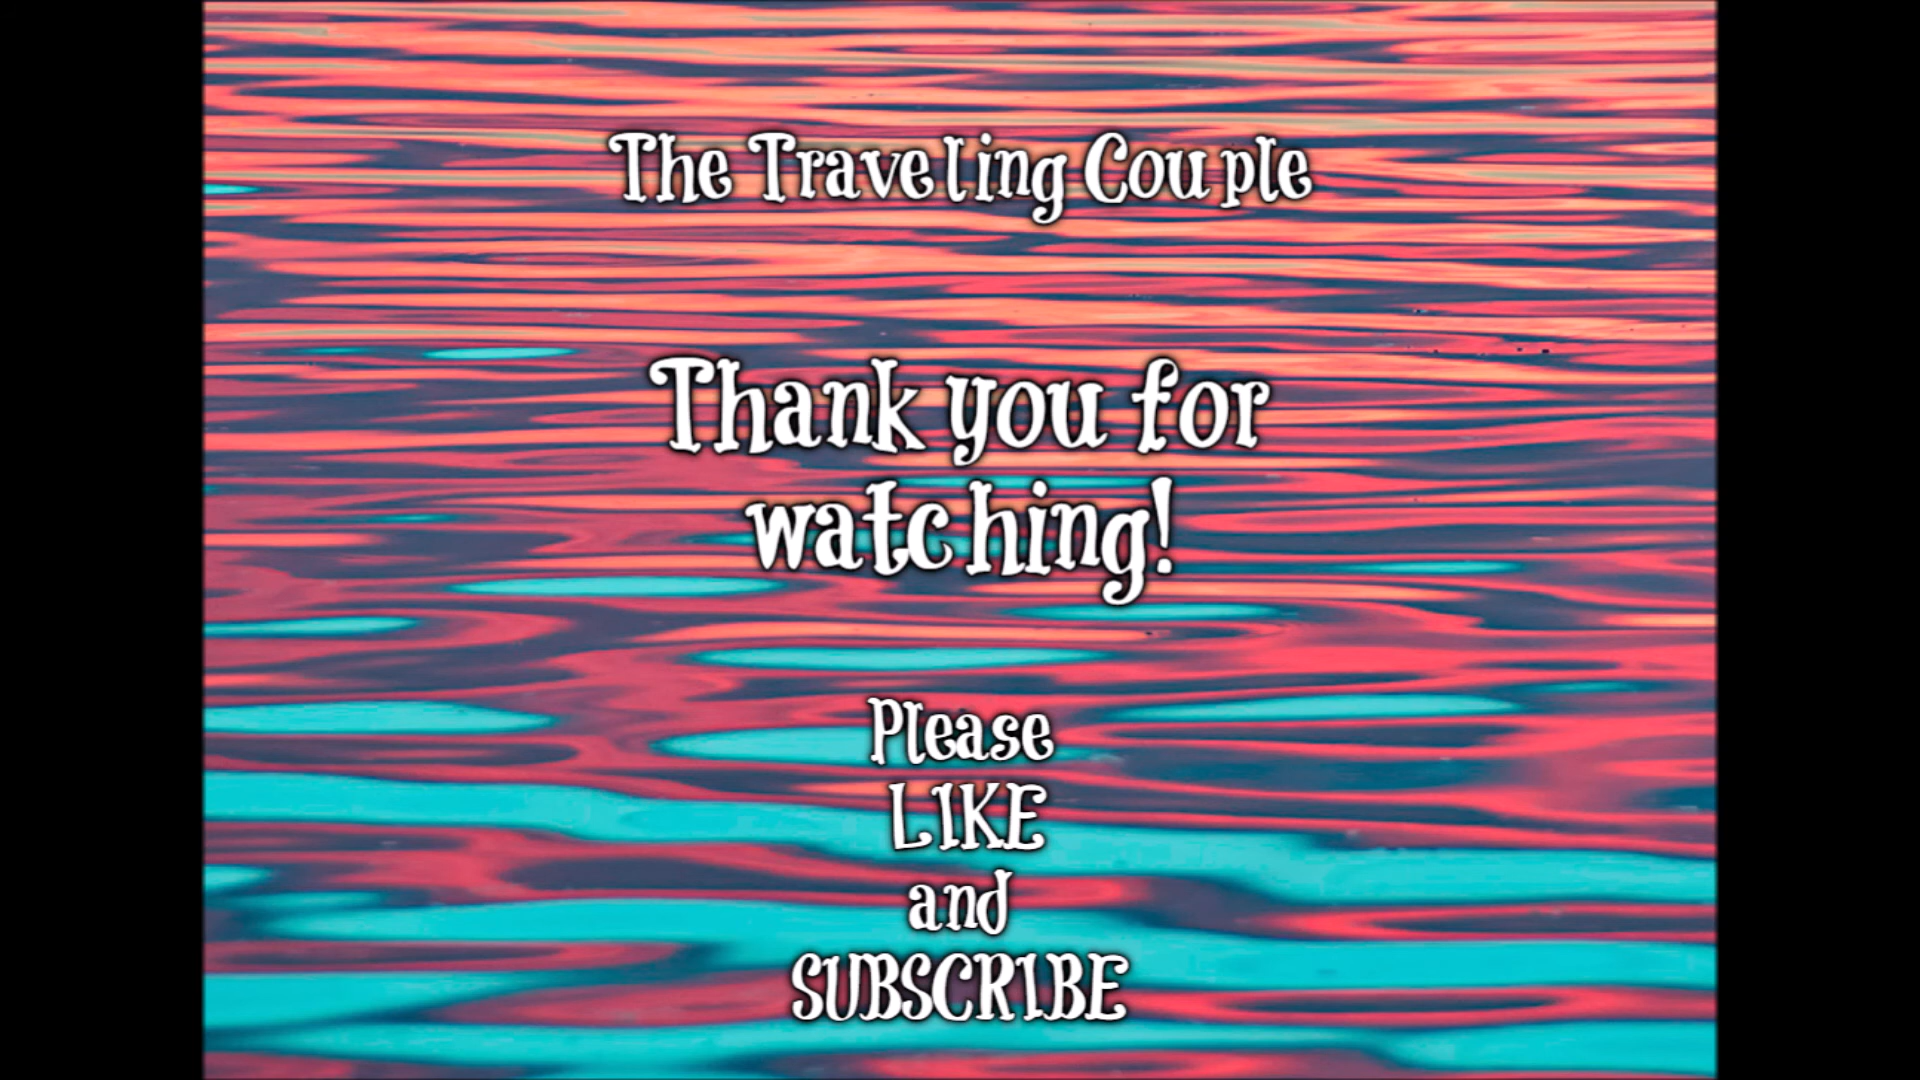 The Traveling Couple
Thank you for
watching!
Please
LIKE
and
SUBSCRIBE